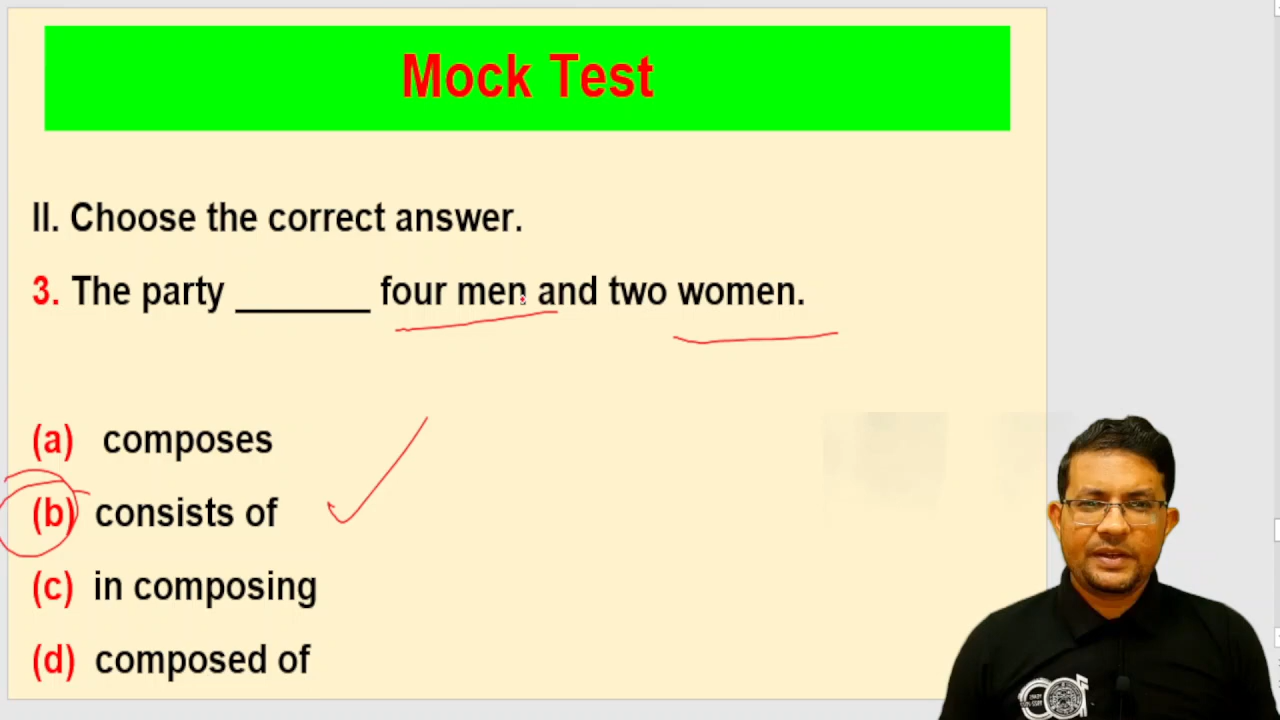 Mock Test
II. Choose the correct answer.
3. The party _______ four men and two women.
(a) composes
(b) consists of
(c) in composing
(d) composed of